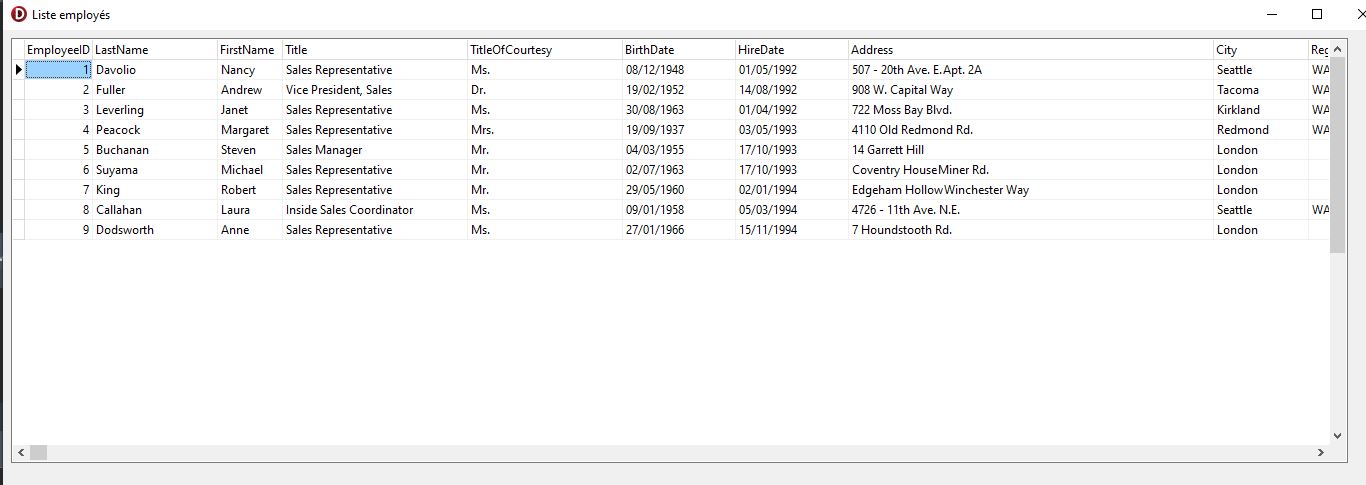 D Liste employés
EmployeeID LastName FirstName Title TitleOfCourtesy BirthDate HireDate Address City Reg
1 Davolio Nancy Sales Representative Ms. 08/12/1948 01/05/1992 507 - 20th Ave. E.Apt. 2A Seattle WA
2 Fuller Andrew Vice President, Sales Dr. 19/02/1952 14/08/1992 908 W. Capital Way Tacoma WA
3 Leverling Janet Sales Representative Ms. 30/08/1963 01/04/1992 722 Moss Bay Blvd. Kirkland WA
4 Peacock Margaret Sales Representative Mrs. 19/09/1937 03/05/1993 4110 Old Redmond Rd. Redmond WA
5 Buchanan Steven Sales Manager Mr. 04/03/1955 17/10/1993 14 Garrett Hill London
6 Suyama Michael Sales Representative Mr. 02/07/1963 17/10/1993 Coventry HouseMiner Rd. London
7 King Robert Sales Representative Mr. 29/05/1960 02/01/1994 Edgeham HollowWinchester Way London
8 Callahan Laura Inside Sales Coordinator Ms. 09/01/1958 05/03/1994 4726 - 11th Ave. N.E. Seattle WA
9 Dodsworth Anne Sales Representative Ms. 27/01/1966 15/11/1994 7 Houndstooth Rd. London